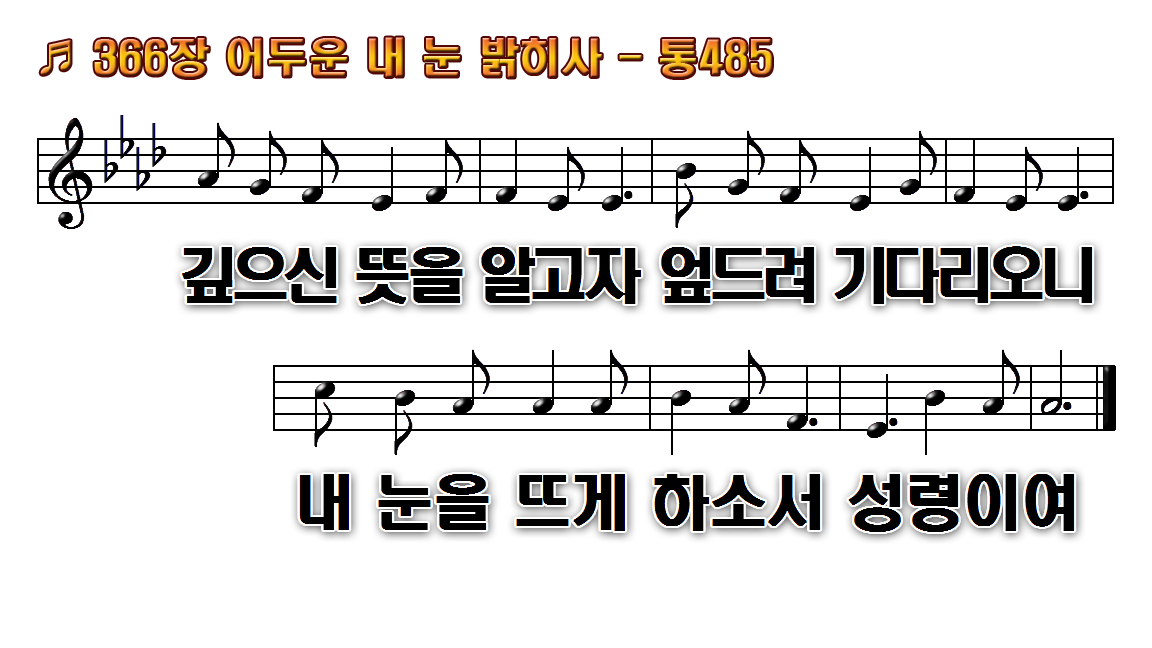 ♬ 366장 어두운 내 눈 밝히사 - 통485
깊으신 뜻을 알고자 엎드려 기다리오니
내 눈을 뜨게 하소서 성령이여